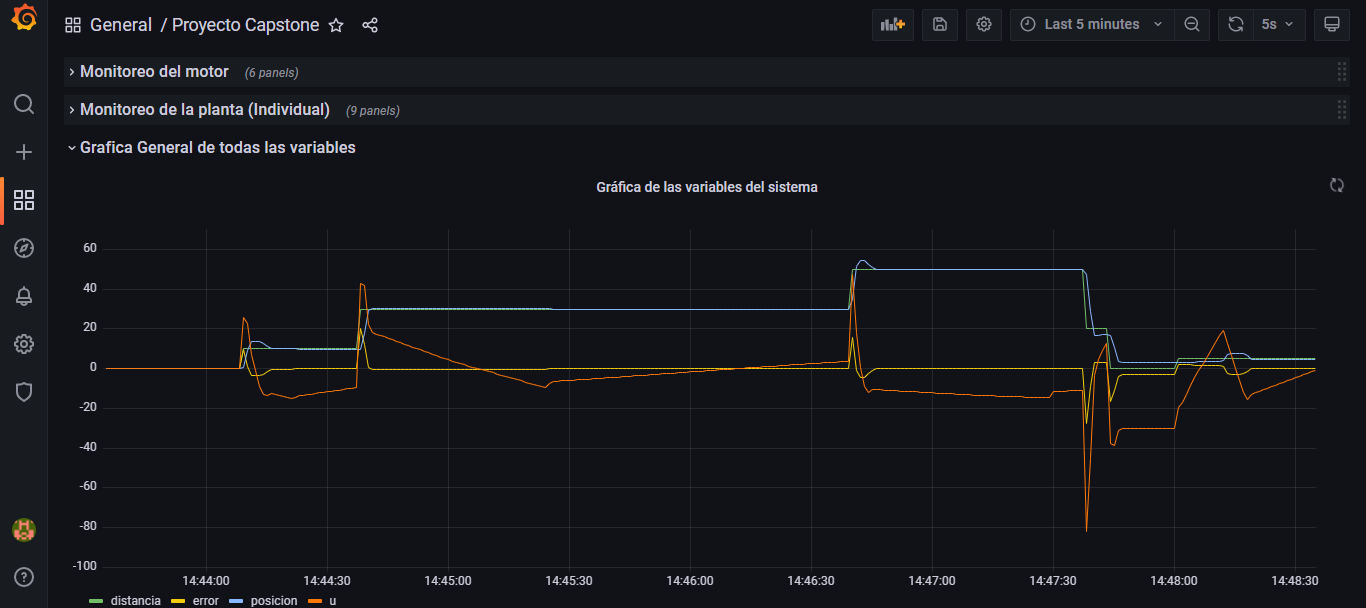 General / Proyecto Capstone
Last 5 minutes
5s
Monitoreo del motor (6 panels)
Monitoreo de la planta (Individual) (9 panels)
Grafica General de todas las variables
Gráfica de las variables del sistema
60
40
20
0
-20
-40
-60
-80
-100
14:44:00 14:44:30 14:45:00 14:45:30 14:46:00 14:46:30 14:47:00 14:47:30 14:48:00 14:48:30
distancia error posicion u